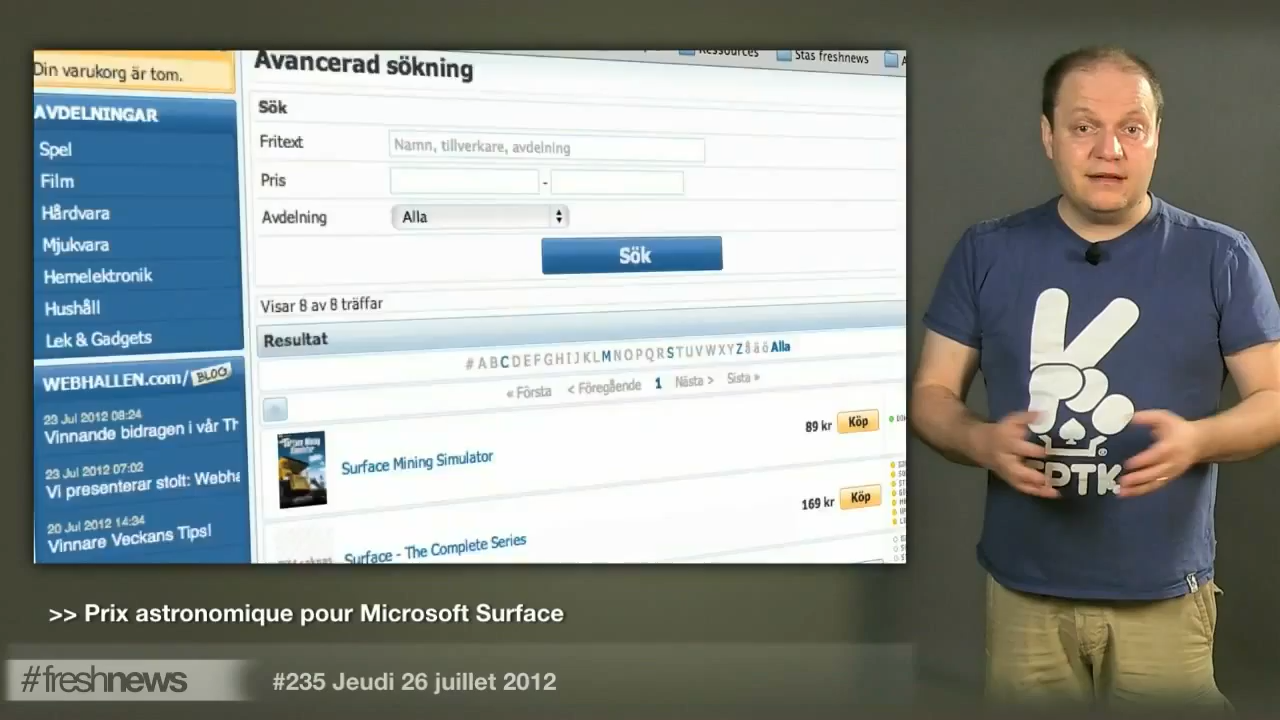 Ressources
Stas freshnews
Din varukorg är tom.
AVDELNINGAR
Spel
Film
Hårdvara
Mjukvara
Hemelektronik
Hushåll
Lek & Gadgets
WEBHALLEN.com/BLOG
23 Jul 2012 08:24
Vinnande bidragen i vår Th
23 Jul 2012 07:02
Vi presenterar stolt: Webha
20 Jul 2012 14:34
Vinnare Veckans Tips!
Avancerad sökning
Sök
Fritext
Namn, tillverkare, avdelning
Pris
-
Avdelning
Alla
Sök
Visar 8 av 8 träffar
Resultat
# A B C D E F G H I J K L M N O P Q R S T U V W X Y Z å ä ö Alla
« Första < Föregående 1 Nästa > Sista »
Surface Mining Simulator
89 kr Köp
Surface - The Complete Series
169 kr Köp
PTK
>> Prix astronomique pour Microsoft Surface
#freshnews
#235 Jeudi 26 juillet 2012